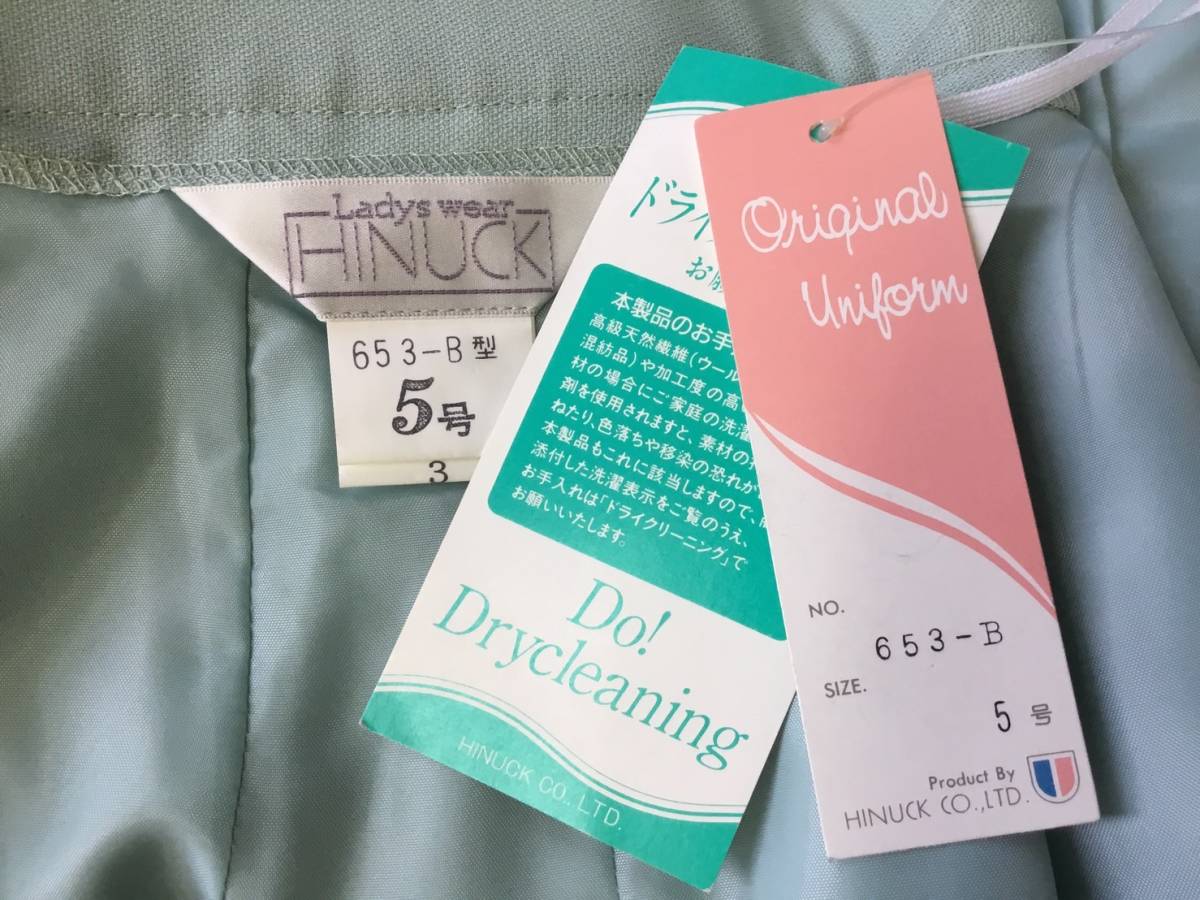 Ladys wear
HINUCK
653-B型
5号
3
ドライ
お願
本製品のお手
高級天然繊維(ウール
混紡品)や加工度の高
材の場合にご家庭の洗濯
剤を使用されますと、素材の
ねたり、色落ちや移染の恐れが
本製品もこれに該当しますので、
添付した洗濯表示をご覧のうえ、
お手入れは「ドライクリーニング」で
お願いいたします。
Do!
Drycleaning
HINUCK CO.,LTD.
Original
Uniform
NO.
653-B
SIZE.
5号
Product By
HINUCK CO.,LTD.